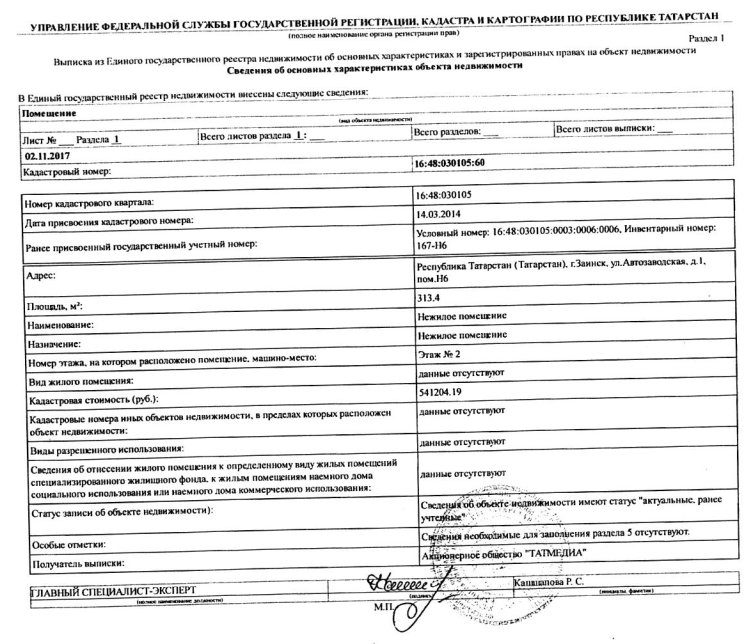 УПРАВЛЕНИЕ ФЕДЕРАЛЬНОЙ СЛУЖБЫ ГОСУДАРСТВЕННОЙ РЕГИСТРАЦИИ, КАДАСТРА И КАРТОГРАФИИ ПО РЕСПУБЛИКЕ ТАТАРСТАН
(полное наименование органа регистрации прав)
Раздел 1
Выписка из Единого государственного реестра недвижимости об основных характеристиках и зарегистрированных правах на объект недвижимости
Сведения об основных характеристиках объекта недвижимости
В Единый государственный реестр недвижимости внесены следующие сведения:
Помещение
(вид объекта недвижимости)
Лист № ___ Раздела 1 Всего листов раздела 1 : ___ Всего разделов: ___ Всего листов выписки: ___
02.11.2017
Кадастровый номер: 16:48:030105:60
Номер кадастрового квартала: 16:48:030105
Дата присвоения кадастрового номера: 14.03.2014
Ранее присвоенный государственный учетный номер: Условный номер: 16:48:030105:0003:0006:0006, Инвентарный номер:
167-Н6
Адрес: Республика Татарстан (Татарстан), г.Заинск, ул.Автозаводская, д.1,
пом.Н6
Площадь, м²: 313.4
Наименование: Нежилое помещение
Назначение: Нежилое помещение
Номер этажа, на котором расположено помещение, машино-место: Этаж № 2
Вид жилого помещения: данные отсутствуют
Кадастровая стоимость (руб.): 541204.19
Кадастровые номера иных объектов недвижимости, в пределах которых расположен
объект недвижимости: данные отсутствуют
Виды разрешенного использования: данные отсутствуют
Сведения об отнесении жилого помещения к определенному виду жилых помещений
специализированного жилищного фонда, к жилым помещениям наемного дома
социального использования или наемного дома коммерческого использования: данные отсутствуют
Статус записи об объекте недвижимости): Сведения об объекте недвижимости имеют статус "актуальные, ранее
учтенные"
Особые отметки: Сведения необходимые для заполнения раздела 5 отсутствуют.
Получатель выписки: Акционерное общество "ТАТМЕДИА"
ГЛАВНЫЙ СПЕЦИАЛИСТ-ЭКСПЕРТ Капшапова Р. С.
(полное наименование должности) (подпись) (инициалы, фамилия)
М.П.